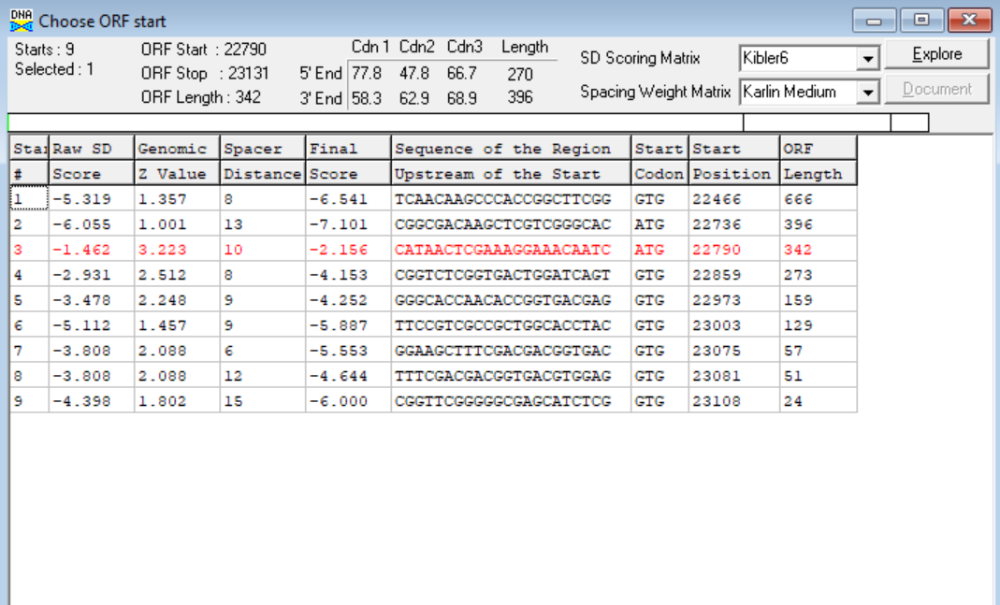 DNA Choose ORF start
Starts : 9 ORF Start : 22790 Cdn 1 Cdn2 Cdn3 Length SD Scoring Matrix Kibler6 Explore
Selected : 1 ORF Stop : 23131 5' End 77.8 47.8 66.7 270
ORF Length : 342 3' End 58.3 62.9 68.9 396 Spacing Weight Matrix Karlin Medium Document
Star Raw SD Genomic Spacer Final Sequence of the Region Start Start ORF
# Score Z Value Distance Score Upstream of the Start Codon Position Length
1 -5.319 1.357 8 -6.541 TCAACAAGCCCACCGGCTTCGG GTG 22466 666
2 -6.055 1.001 13 -7.101 CGGCGACAAGCTCGTCGGGCAC ATG 22736 396
3 -1.462 3.223 10 -2.156 CATAACTCGAAAGGAAACAATC ATG 22790 342
4 -2.931 2.512 8 -4.153 CGGTCTCGGTGACTGGATCAGT GTG 22859 273
5 -3.478 2.248 9 -4.252 GGGCACCAACACCGGTGACGAG GTG 22973 159
6 -5.112 1.457 9 -5.887 TTCCGTCGCCGCTGGCACCTAC GTG 23003 129
7 -3.808 2.088 6 -5.553 GGAAGCTTTCGACGACGGTGAC GTG 23075 57
8 -3.808 2.088 12 -4.644 TTTCGACGACGGTGACGTGGAG GTG 23081 51
9 -4.398 1.802 15 -6.000 CGGTTCGGGGGCGAGCATCTCG GTG 23108 24